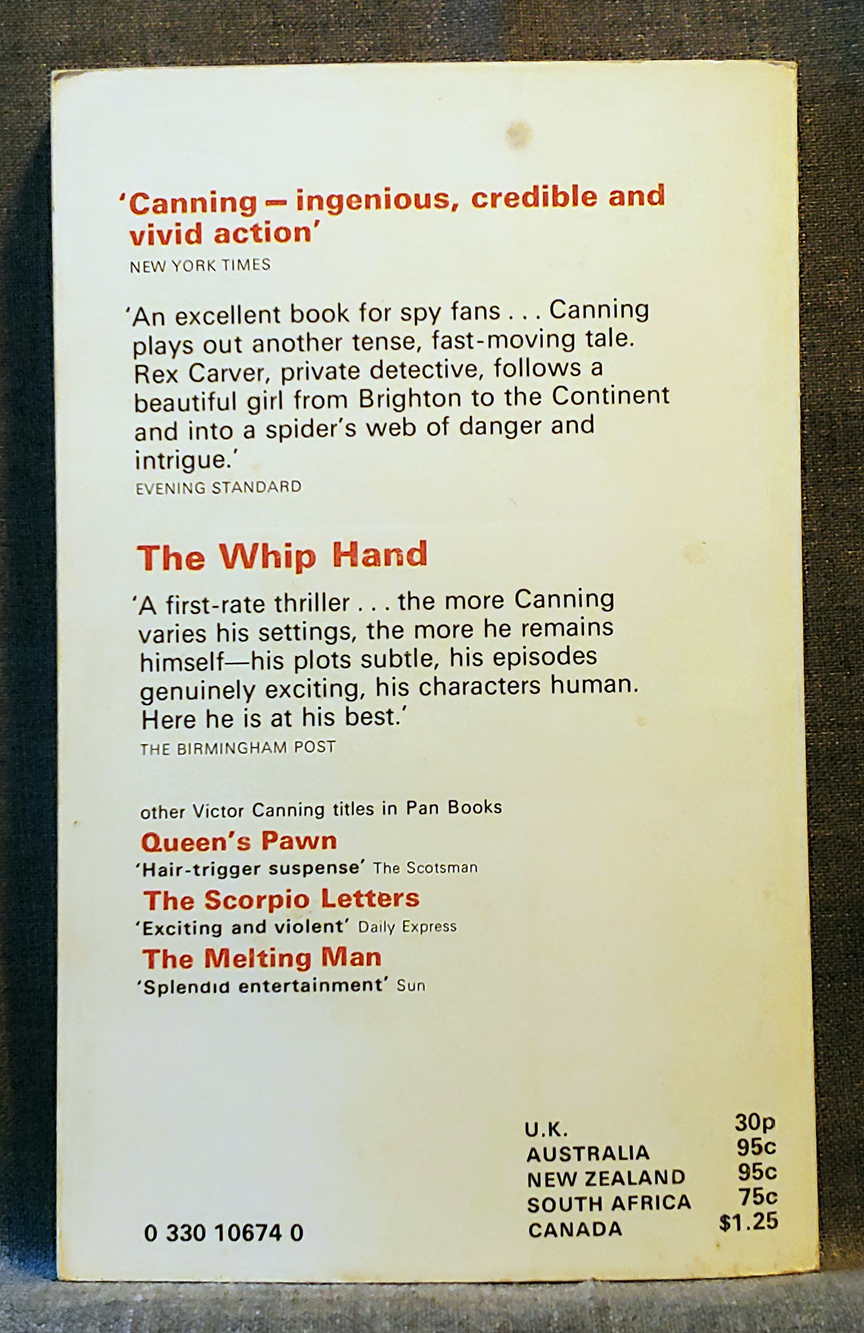 ‘Canning – ingenious, credible and
vivid action’
NEW YORK TIMES
‘An excellent book for spy fans . . . Canning
plays out another tense, fast-moving tale.
Rex Carver, private detective, follows a
beautiful girl from Brighton to the Continent
and into a spider’s web of danger and
intrigue.’
EVENING STANDARD
The Whip Hand
‘A first-rate thriller . . . the more Canning
varies his settings, the more he remains
himself—his plots subtle, his episodes
genuinely exciting, his characters human.
Here he is at his best.’
THE BIRMINGHAM POST
other Victor Canning titles in Pan Books
Queen’s Pawn
‘Hair-trigger suspense’ The Scotsman
The Scorpio Letters
‘Exciting and violent’ Daily Express
The Melting Man
‘Splendid entertainment’ Sun
U.K. 30p
AUSTRALIA 95c
NEW ZEALAND 95c
SOUTH AFRICA 75c
CANADA $1.25
0 330 10674 0